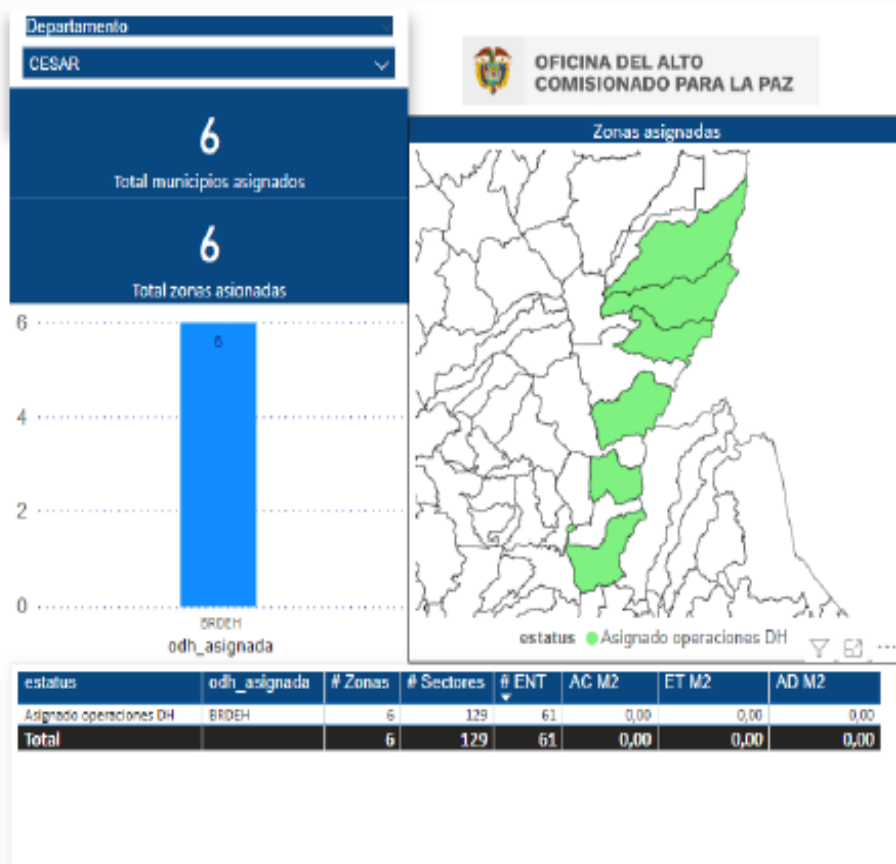 Departamento
CESAR
6
Total municipios asignados
6
Total zonas asignadas
OFICINA DEL ALTO
COMISIONADO PARA LA PAZ
Zonas asignadas
6
4
2
0
6
BRDEH
odh_asignada
estatus Asignado operaciones DH
estatus odh_asignada # Zonas # Sectores # ENT AC M2 ET M2 AD M2
Asignado operaciones DH BRDEH 6 129 61 0,00 0,00 0,00
Total 6 129 61 0,00 0,00 0,00